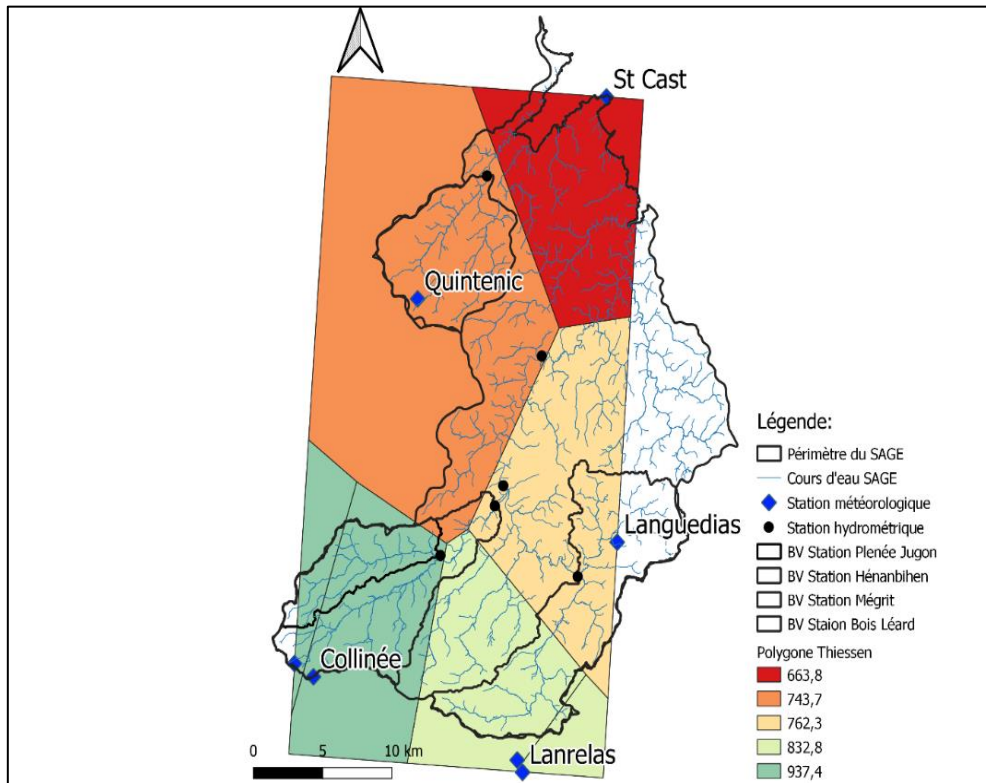 St Cast
Quintenic
Languedias
Collinée
Lanrelas
0 5 10 km
Légende:
Périmètre du SAGE
Cours d'eau SAGE
Station météorologique
Station hydrométrique
BV Station Plenée Jugon
BV Station Hénanbihen
BV Station Mégrit
BV Staion Bois Léard
Polygone Thiessen
663,8
743,7
762,3
832,8
937,4